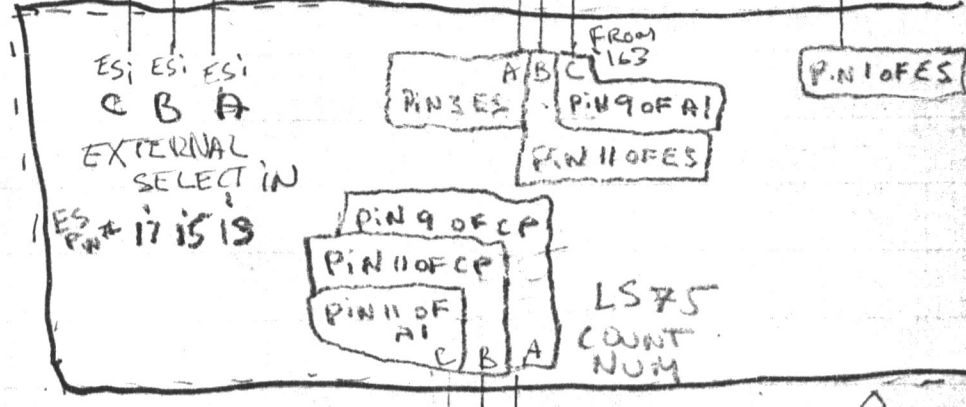 ESi ESi ESi
C B A
EXTERNAL
SELECT IN
ES
PIN# 17 15 13
A B C
FROM
163
PIN 3 ES
PIN 9 OF A1
PIN 11 OF ES
PIN 1 OF ES
PIN 9 OF CP
PIN 11 OF CP
PIN 11 OF
A1
C B A
LS75
COUNT
NUM